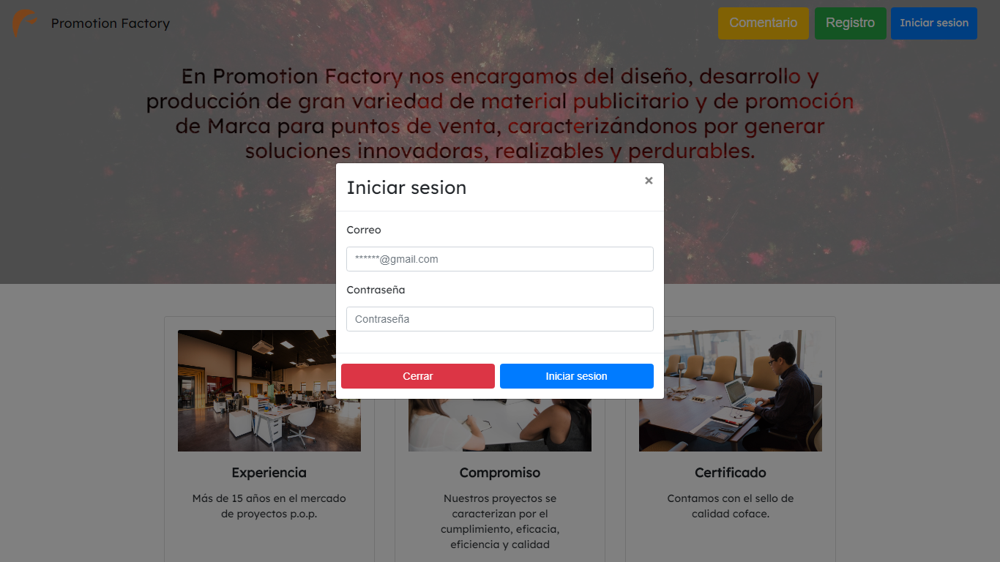 Promotion Factory
Comentario
Registro
Iniciar sesion
En Promotion Factory nos encargamos del diseño, desarrollo y
producción de gran variedad de material publicitario y de promoción
de Marca para puntos de venta, caracterizándonos por generar
soluciones innovadoras, realizables y perdurables.
Iniciar sesion
×
Correo
******@gmail.com
Contraseña
Contraseña
Cerrar
Iniciar sesion
Experiencia
Más de 15 años en el mercado
de proyectos p.o.p.
Compromiso
Nuestros proyectos se
caracterizan por el
cumplimiento, eficacia,
eficiencia y calidad
Certificado
Contamos con el sello de
calidad coface.